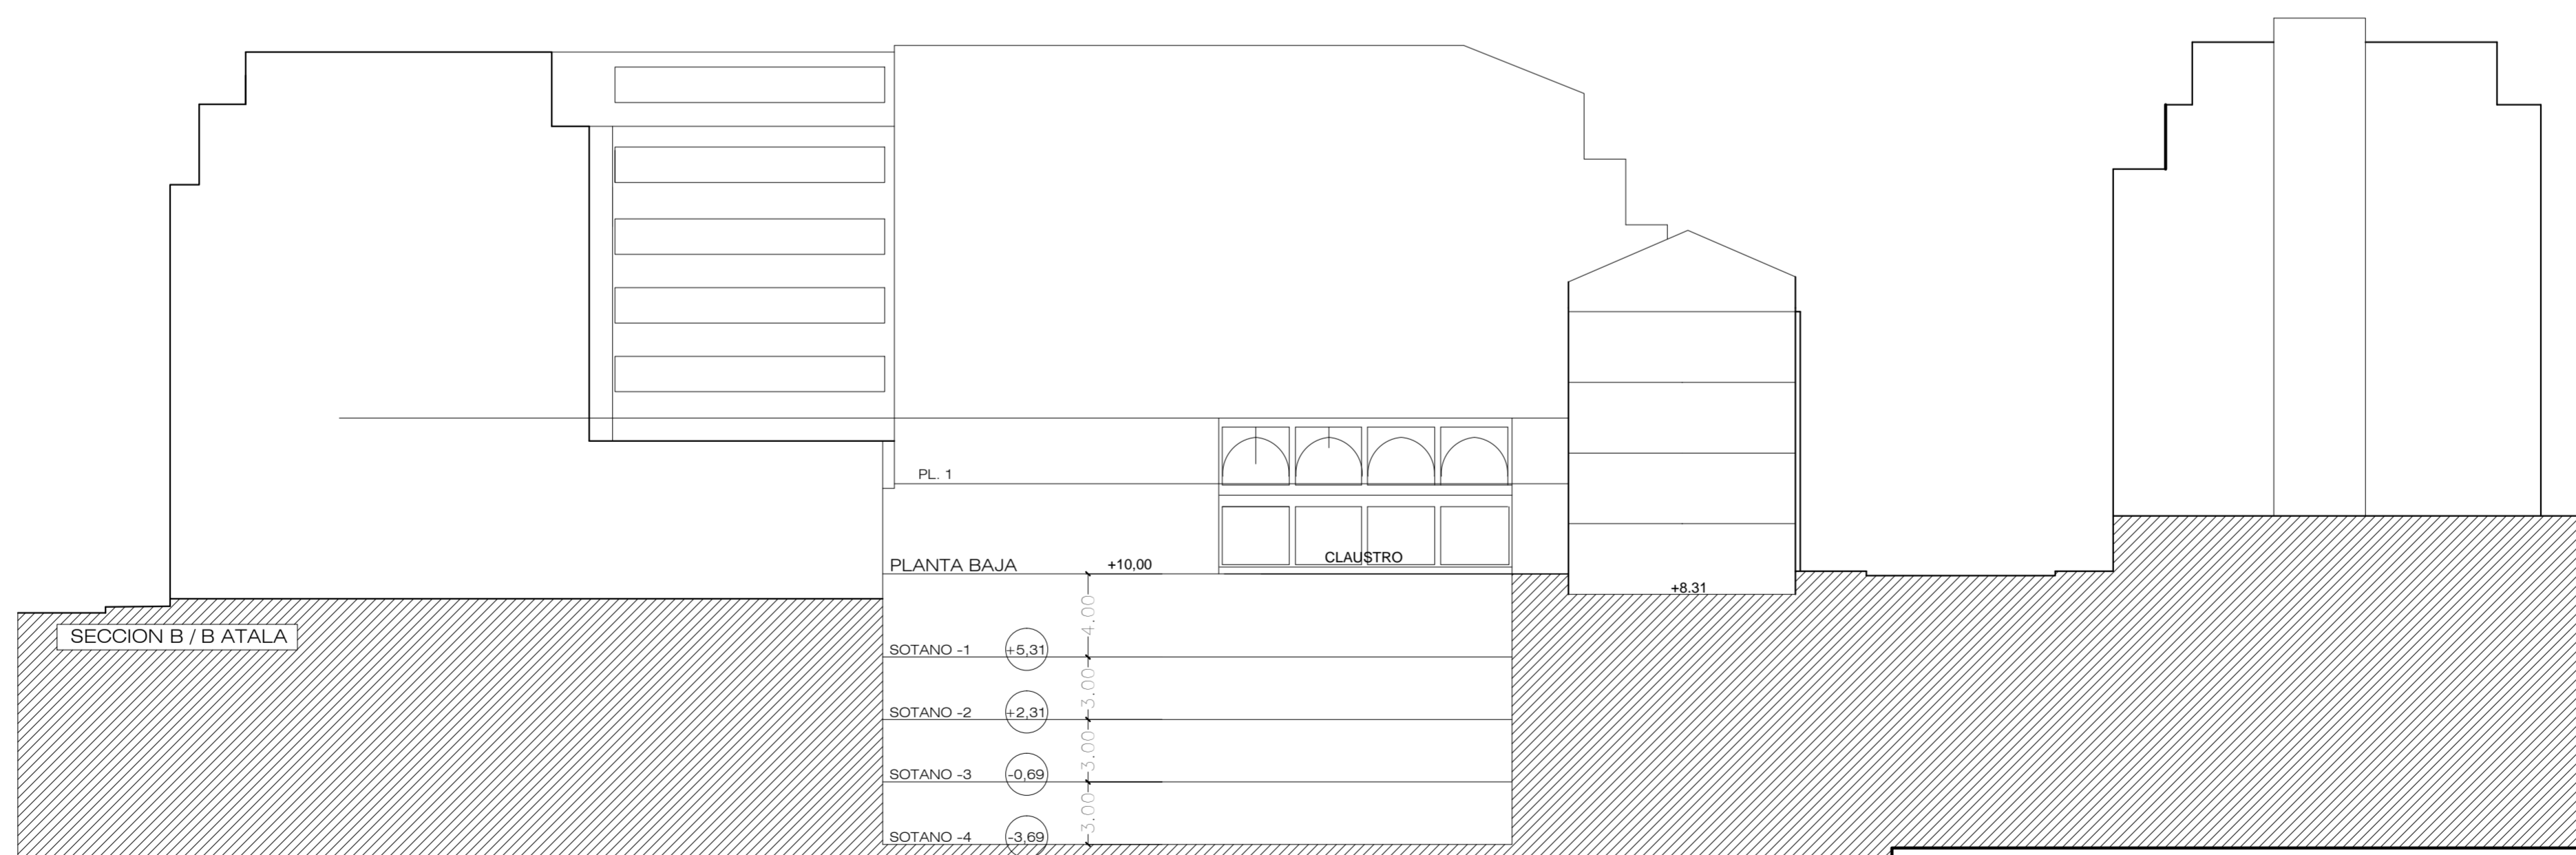 PL. 1
PLANTA BAJA +10,00 CLAUSTRO
+8.31
4.00
SECCION B / B ATALA
SOTANO -1 +5,31
3.00
SOTANO -2 +2,31
3.00
SOTANO -3 -0,69
3.00
SOTANO -4 -3,69